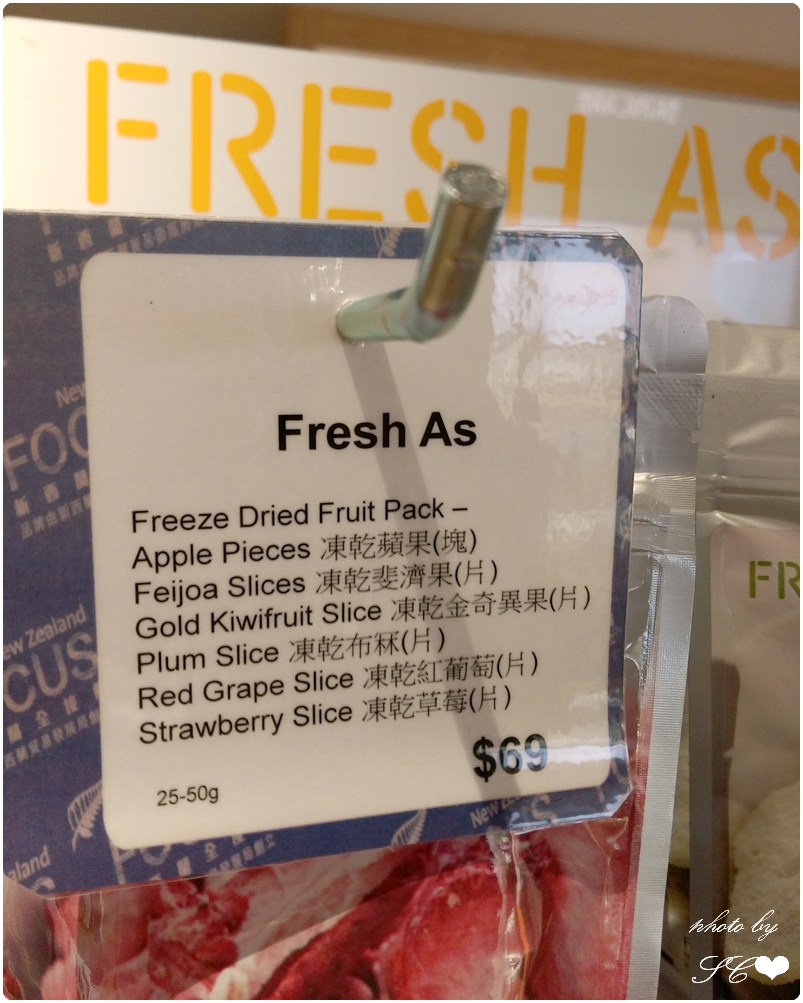 FRESH AS
Fresh As
Freeze Dried Fruit Pack –
Apple Pieces 凍乾蘋果(塊)
Feijoa Slices 凍乾斐濟果(片)
Gold Kiwifruit Slice 凍乾金奇異果(片)
Plum Slice 凍乾布冧(片)
Red Grape Slice 凍乾紅葡萄(片)
Strawberry Slice 凍乾草莓(片)
$69
25-50g
New Zealand
FR
photo by
SC